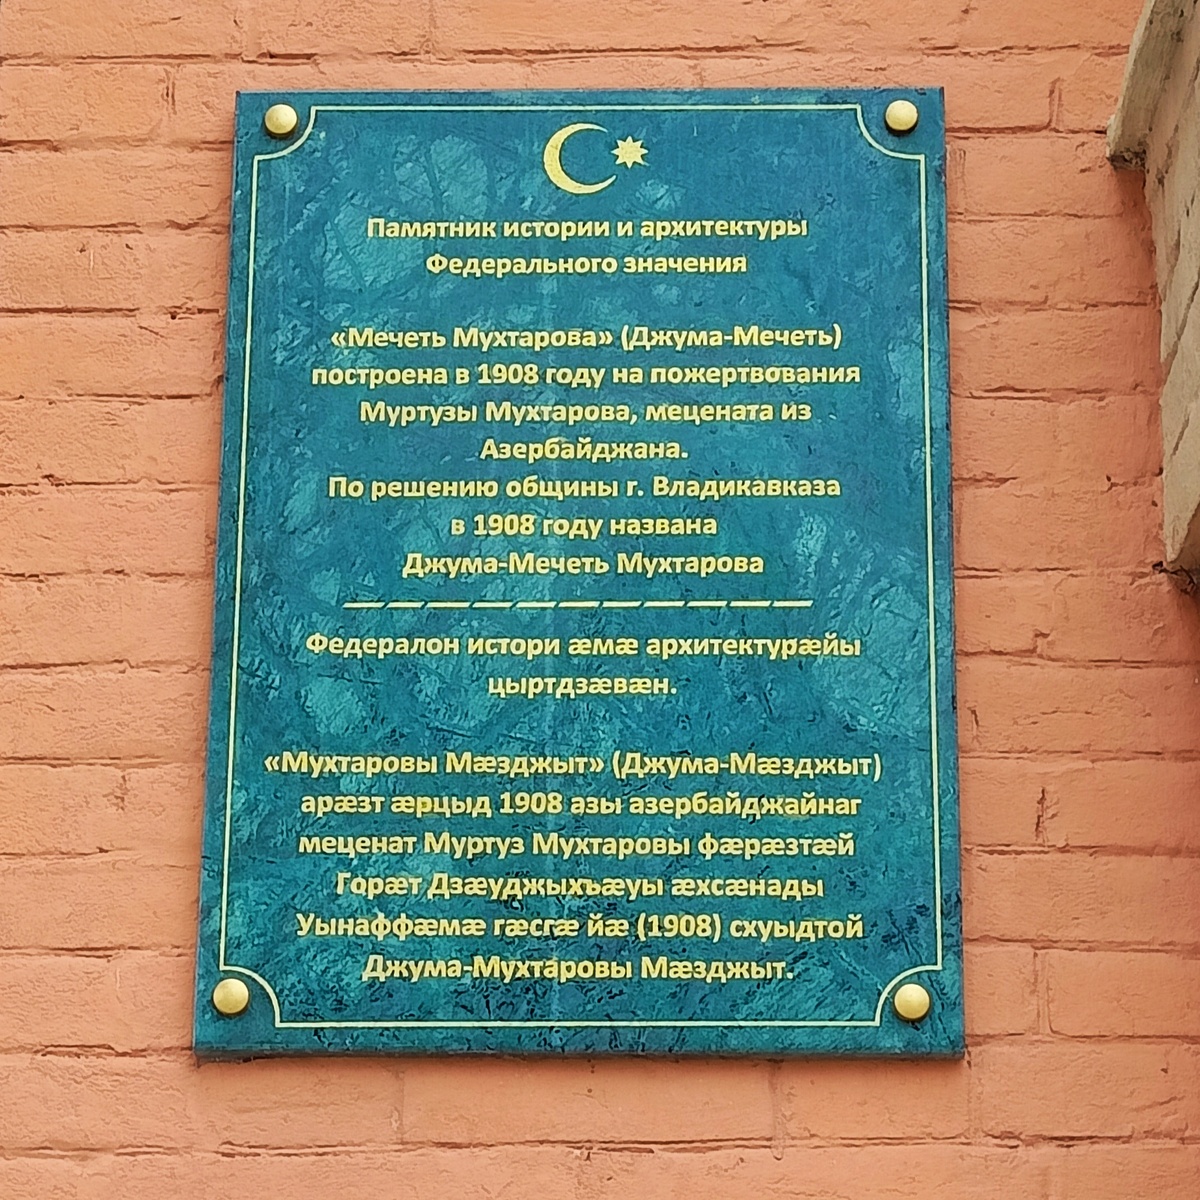 Памятник истории и архитектуры
Федерального значения
«Мечеть Мухтарова» (Джума-Мечеть)
построена в 1908 году на пожертвования
Муртузы Мухтарова, мецената из
Азербайджана.
По решению общины г. Владикавказа
в 1908 году названа
Джума-Мечеть Мухтарова
Федералон истори æмæ архитектурæйы
цыртдзæвæн.
«Мухтаровы Мæзджыт» (Джума-Мæзджыт)
арæзт æрцыд 1908 азы азербайджайнаг
меценат Муртуз Мухтаровы фæрæзтæй
Горæт Дзæуджыхъæуы æхсæнады
Уынаффæмæ гæсгæ йæ (1908) схуыдтой
Джума-Мухтаровы Мæзджыт.